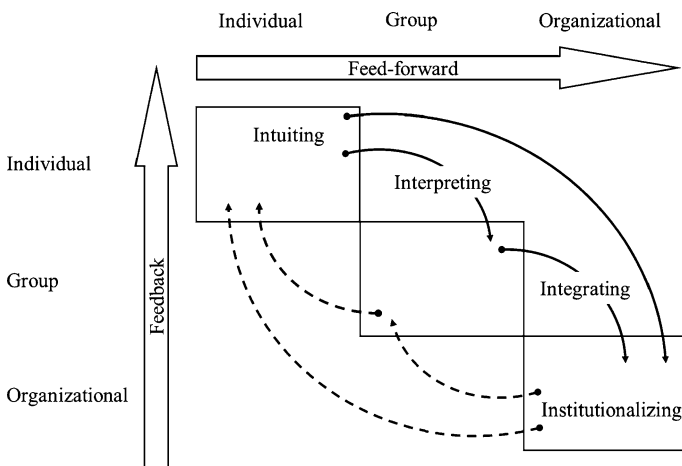 Individual Group Organizational
Feed-forward
Intuiting
Individual
Interpreting
Group
Feedback
Integrating
Organizational
Institutionalizing